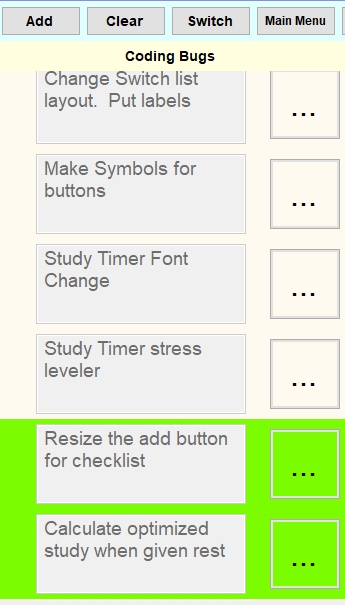 Add Clear Switch Main Menu
Coding Bugs
Change Switch list
layout.  Put labels
...
Make Symbols for
buttons
...
Study Timer Font
Change
...
Study Timer stress
leveler
...
Resize the add button
for checklist
...
Calculate optimized
study when given rest
...